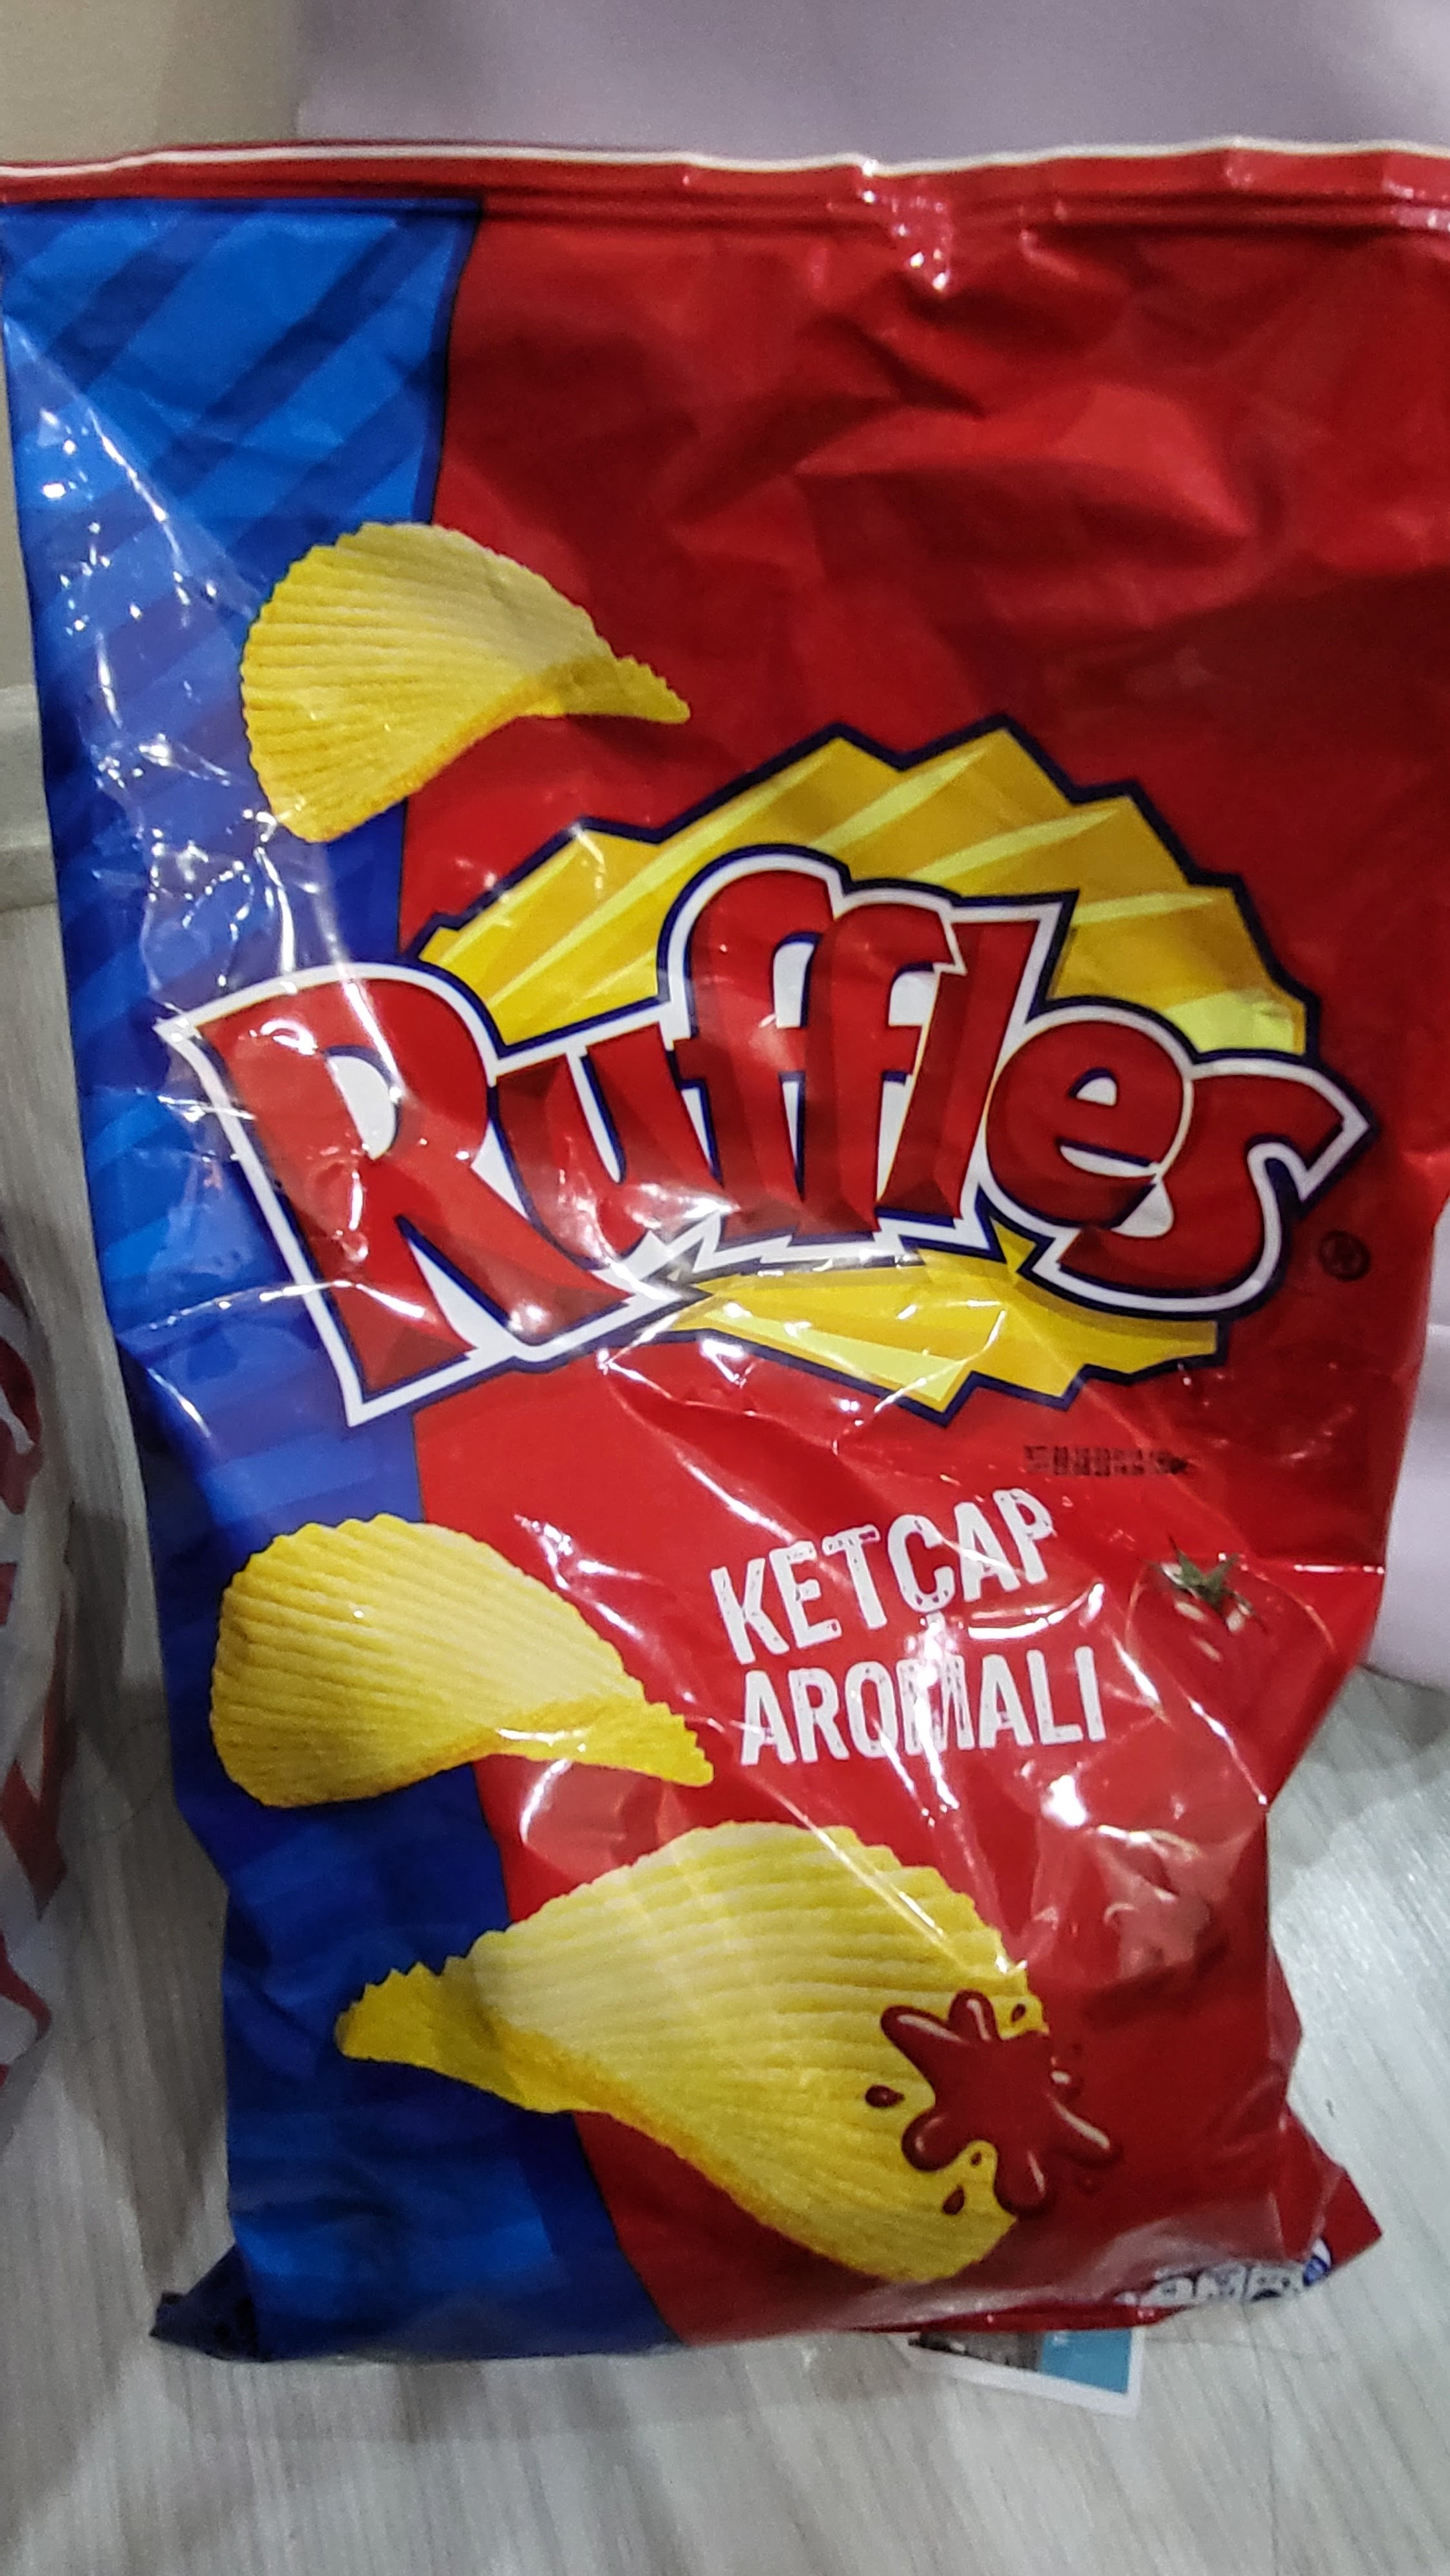 Ruffles
®
KETÇAP
AROMALI